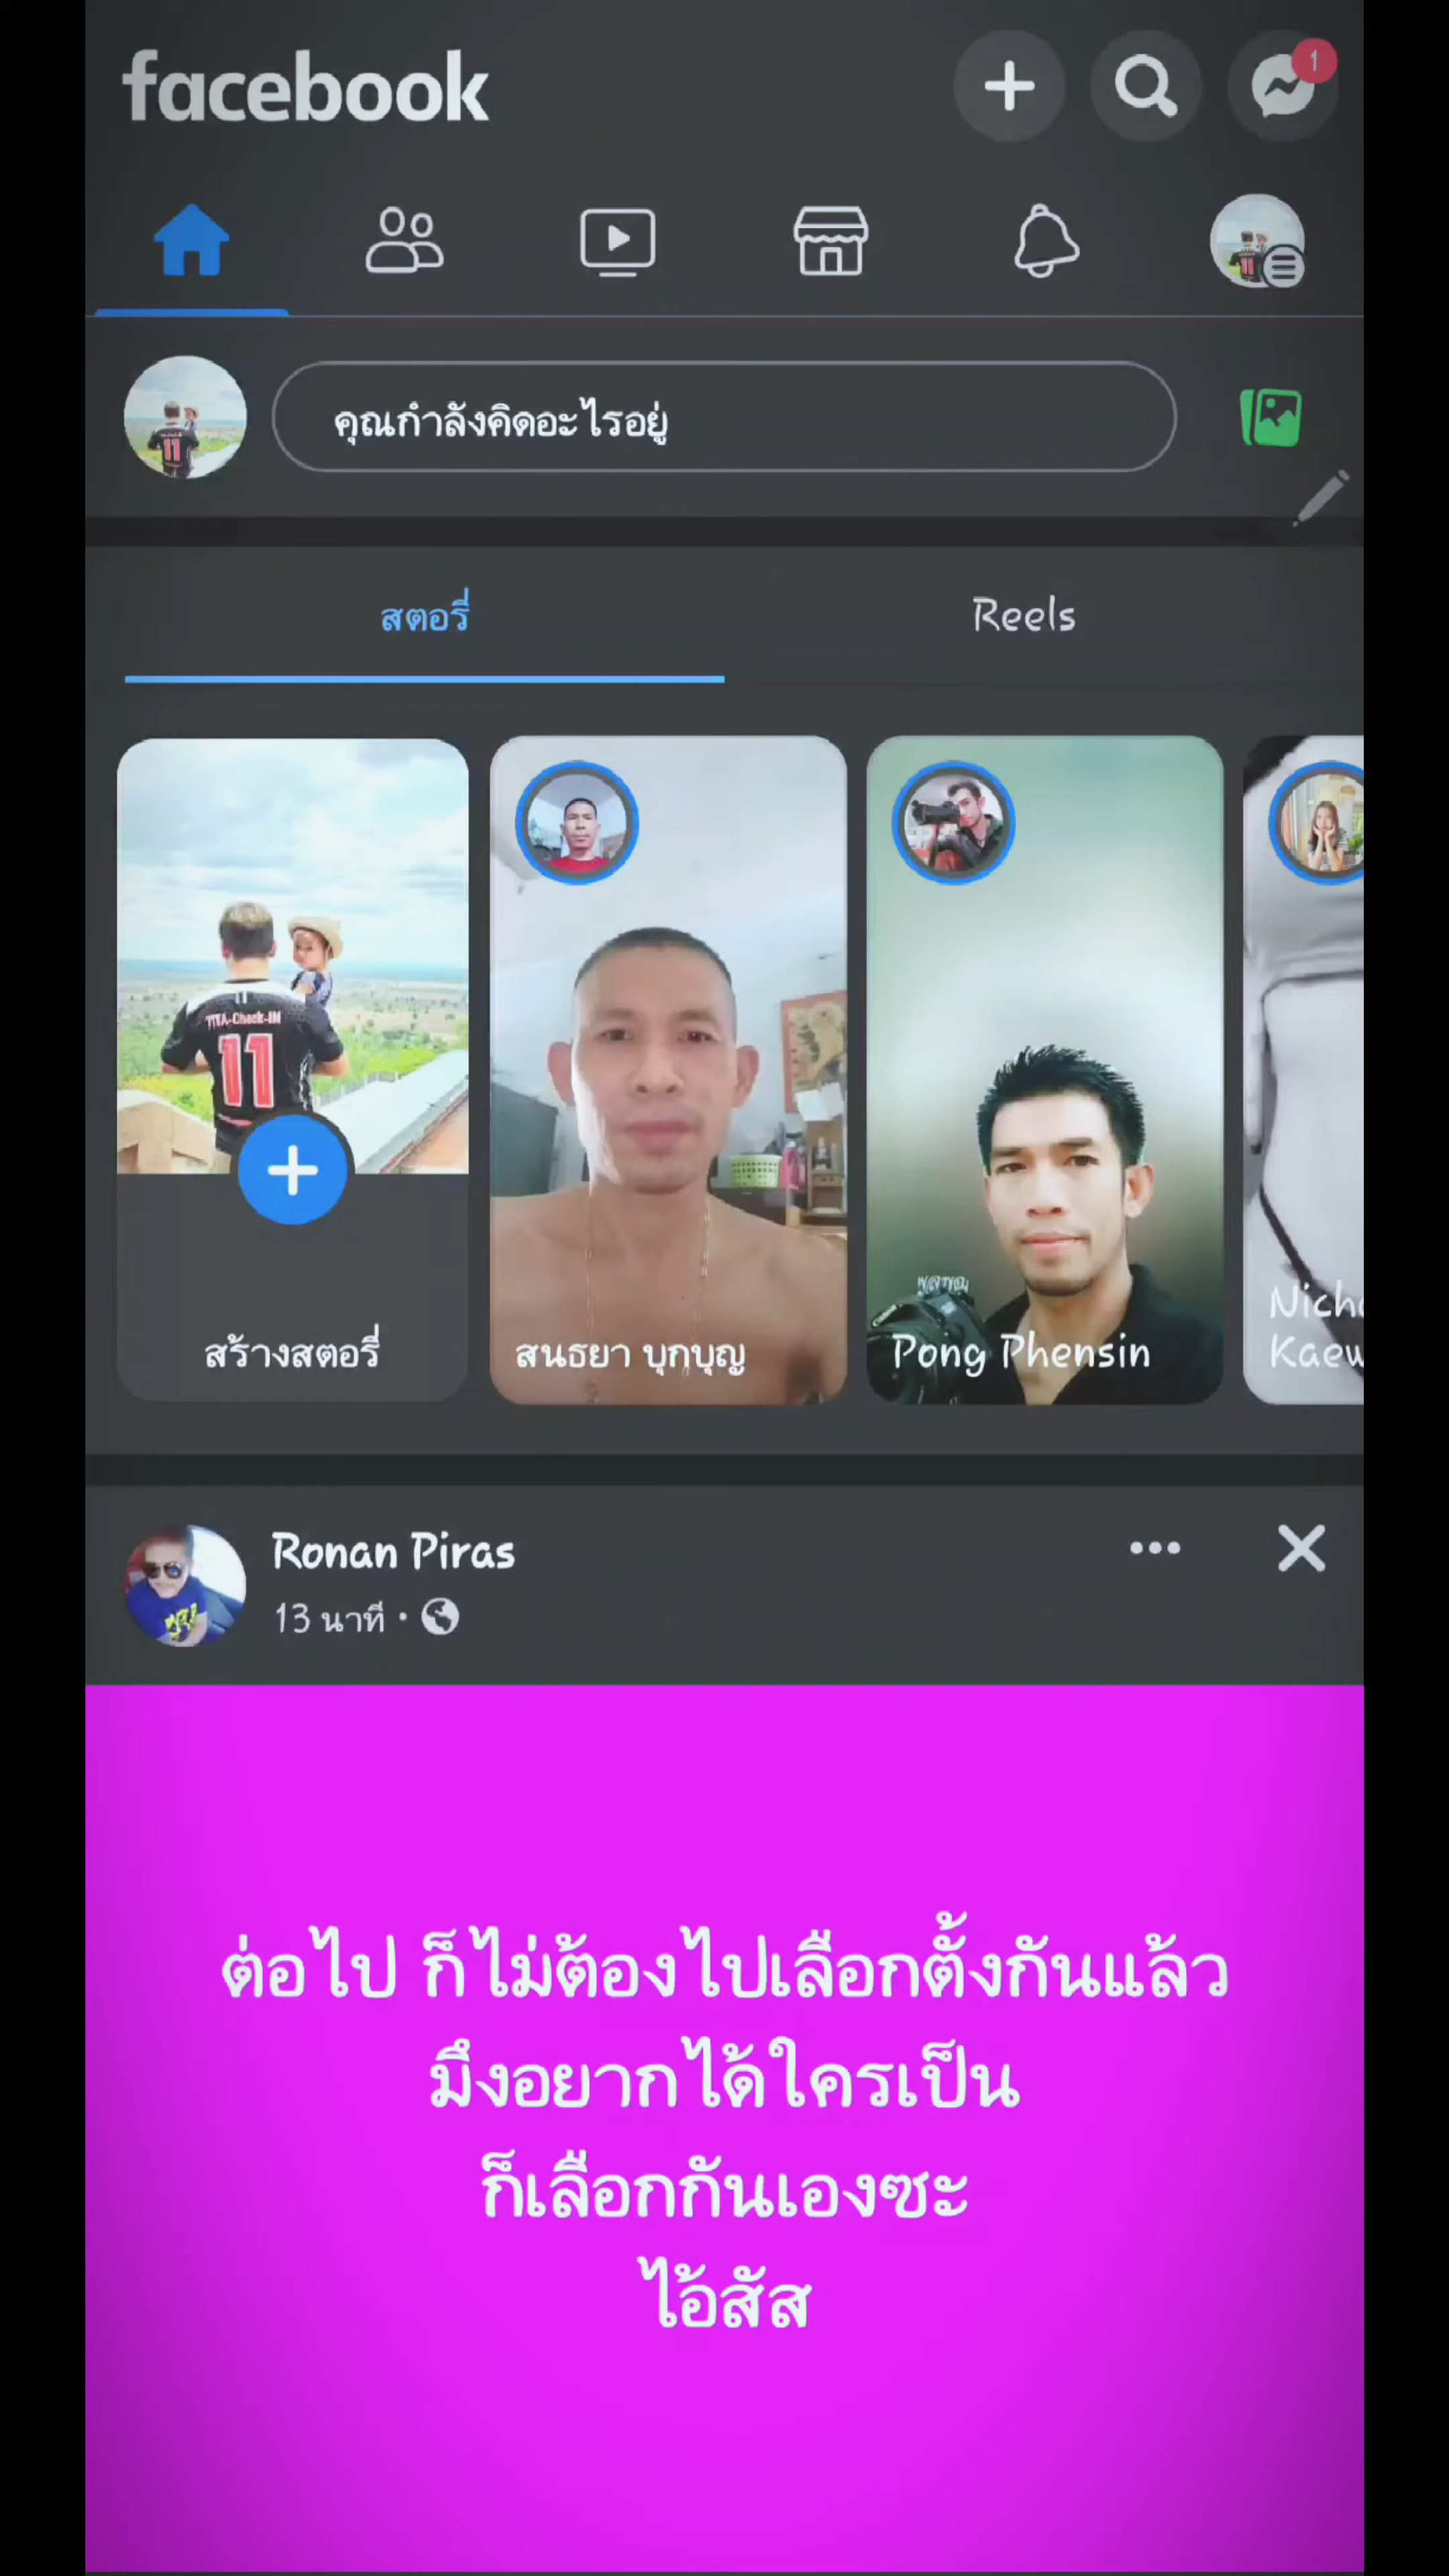 facebook
1
11
คุณกำลังคิดอะไรอยู่
สตอรี่
Reels
11
สร้างสตอรี่
สนธยา บุกบุญ
Canon
Pong Phensin
Ronan Piras
13 นาที
ต่อไป ก็ไม่ต้องไปเลือกตั้งกันแล้ว
มึงอยากได้ใครเป็น
ก็เลือกกันเองซะ
ไอ้สัส